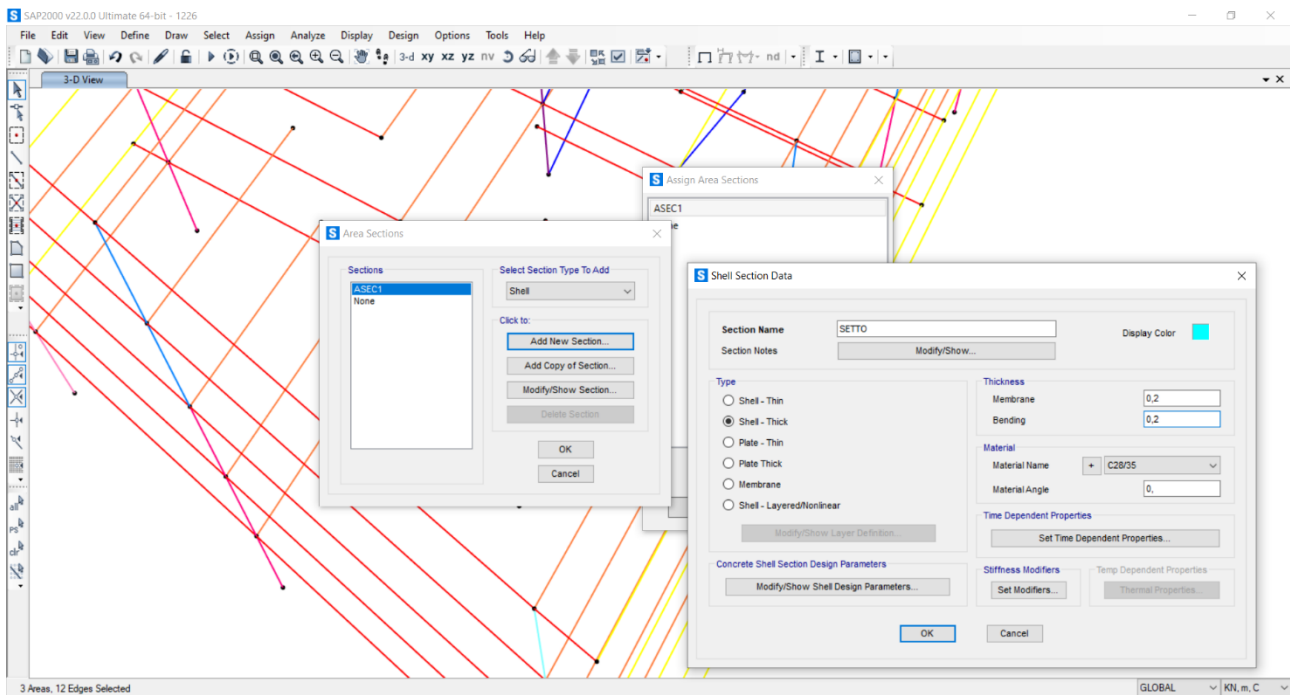 SAP2000 v22.0.0 Ultimate 64-bit - 1226
File Edit View Define Draw Select Assign Analyze Display Design Options Tools Help
3-d xy xz yz nv nd
3-D View
Assign Area Sections
ASEC1
Area Sections
Sections
ASEC1
None
Select Section Type To Add
Shell
Click to:
Add New Section...
Add Copy of Section...
Modify/Show Section...
Delete Section
OK
Cancel
Shell Section Data
Section Name SETTO
Display Color
Section Notes Modify/Show...
Type
Shell - Thin
Shell - Thick
Plate - Thin
Plate Thick
Membrane
Shell - Layered/Nonlinear
Modify/Show Layer Definition...
Concrete Shell Section Design Parameters
Modify/Show Shell Design Parameters...
Thickness
Membrane 0,2
Bending 0,2
Material
Material Name + C28/35
Material Angle 0,
Time Dependent Properties
Set Time Dependent Properties...
Stiffness Modifiers
Set Modifiers...
Temp Dependent Properties
Thermal Properties...
OK
Cancel
all
PS
clr
3 Areas, 12 Edges Selected
GLOBAL
KN, m, C